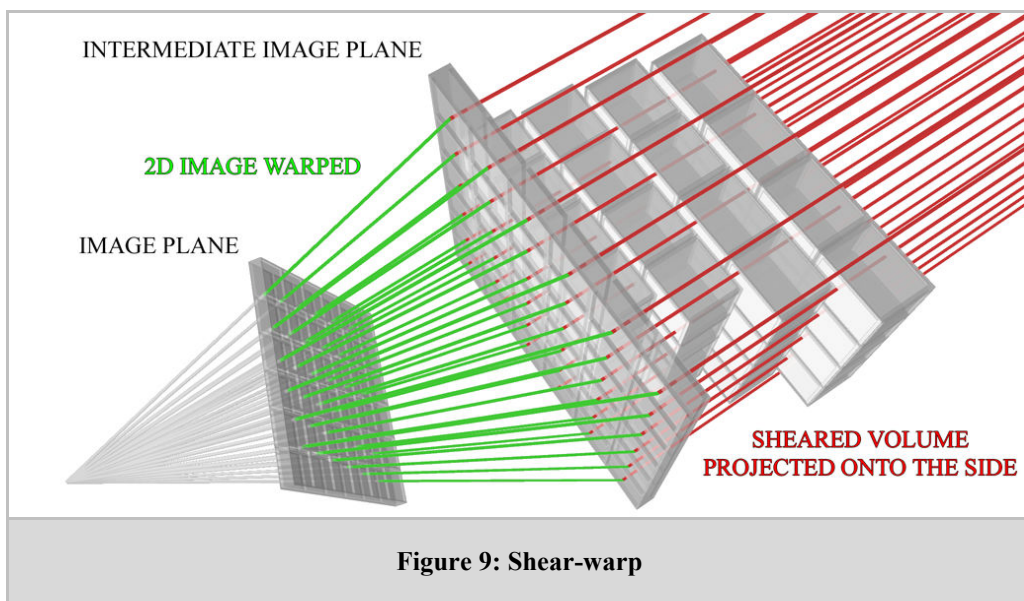 INTERMEDIATE IMAGE PLANE
2D IMAGE WARPED
IMAGE PLANE
SHEARED VOLUME
PROJECTED ONTO THE SIDE
Figure 9: Shear-warp